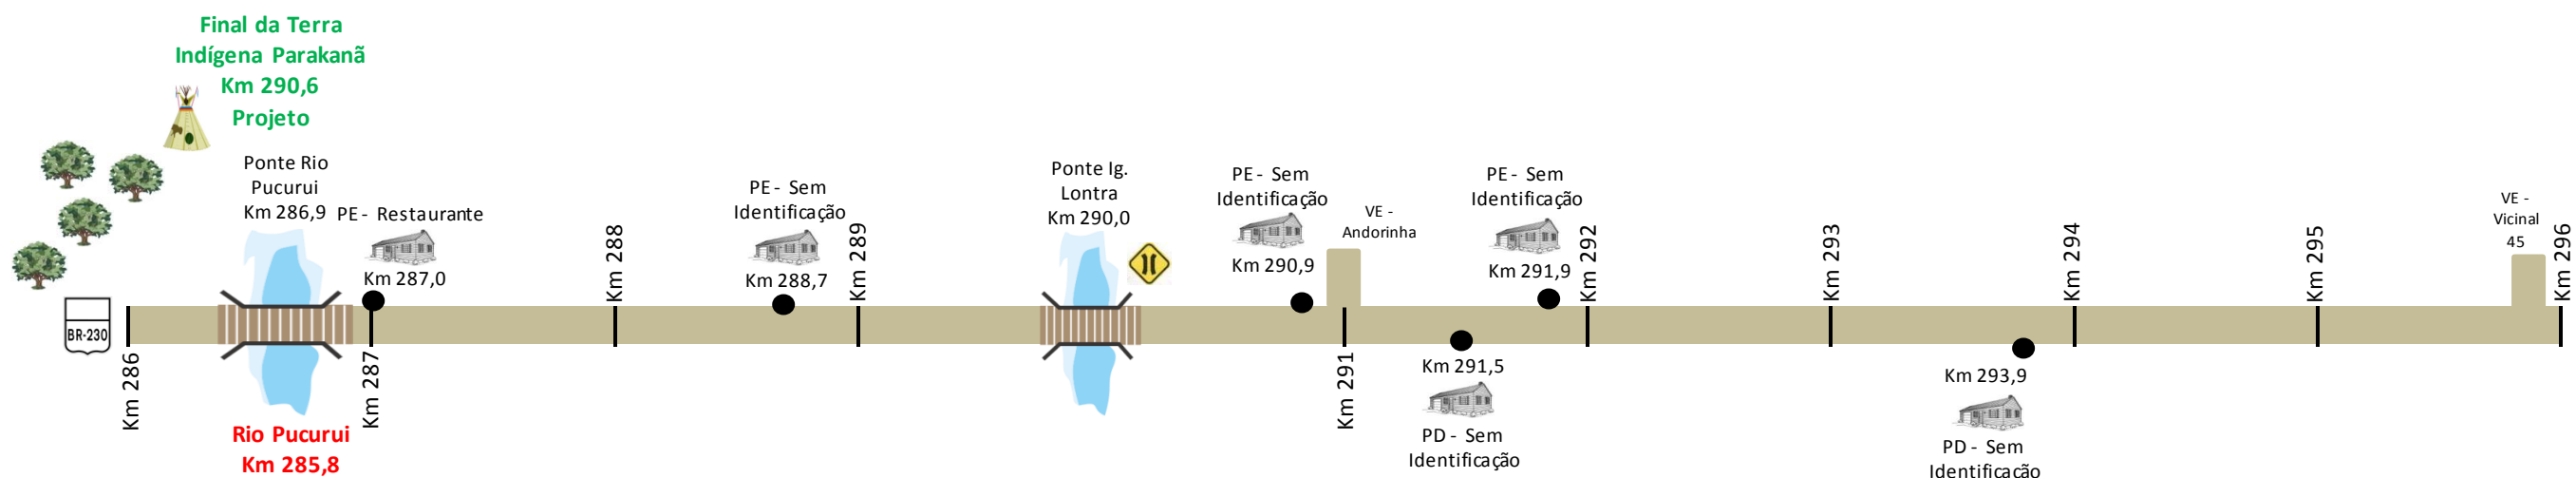 Final da Terra
Indígena Parakanã
Km 290,6
Projeto
Ponte Rio
Pucurui
Km 286,9
PE - Restaurante
Km 287,0
PE - Sem
Identificação
Km 288,7
Ponte Ig.
Lontra
Km 290,0
PE - Sem
Identificação
Km 290,9
VE -
Andorinha
PE - Sem
Identificação
Km 291,9
VE -
Vicinal
45
BR-230
Km 286
Km 287
Km 288
Km 289
Km 291
Km 292
Km 293
Km 294
Km 295
Km 296
Rio Pucurui
Km 285,8
Km 291,5
PD - Sem
Identificação
Km 293,9
PD - Sem
Identificação